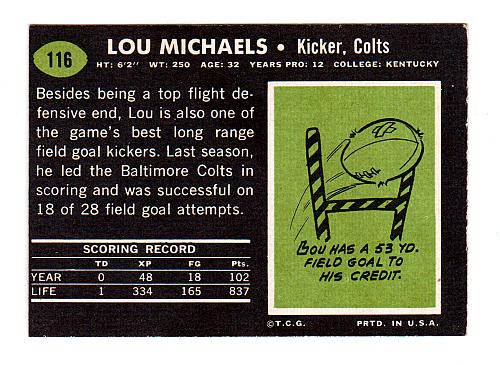 116
LOU MICHAELS • Kicker, Colts
HT: 6'2" WT: 250 AGE: 32 YEARS PRO: 12 COLLEGE: KENTUCKY
Besides being a top flight de-
fensive end, Lou is also one of
the game's best long range
field goal kickers. Last season,
he led the Baltimore Colts in
scoring and was successful on
18 of 28 field goal attempts.
SCORING RECORD
TD XP FG Pts.
YEAR 0 48 18 102
LIFE 1 334 165 837
LOU HAS A 53 YD.
FIELD GOAL TO
HIS CREDIT.
©T.C.G. PRTD. IN U.S.A.